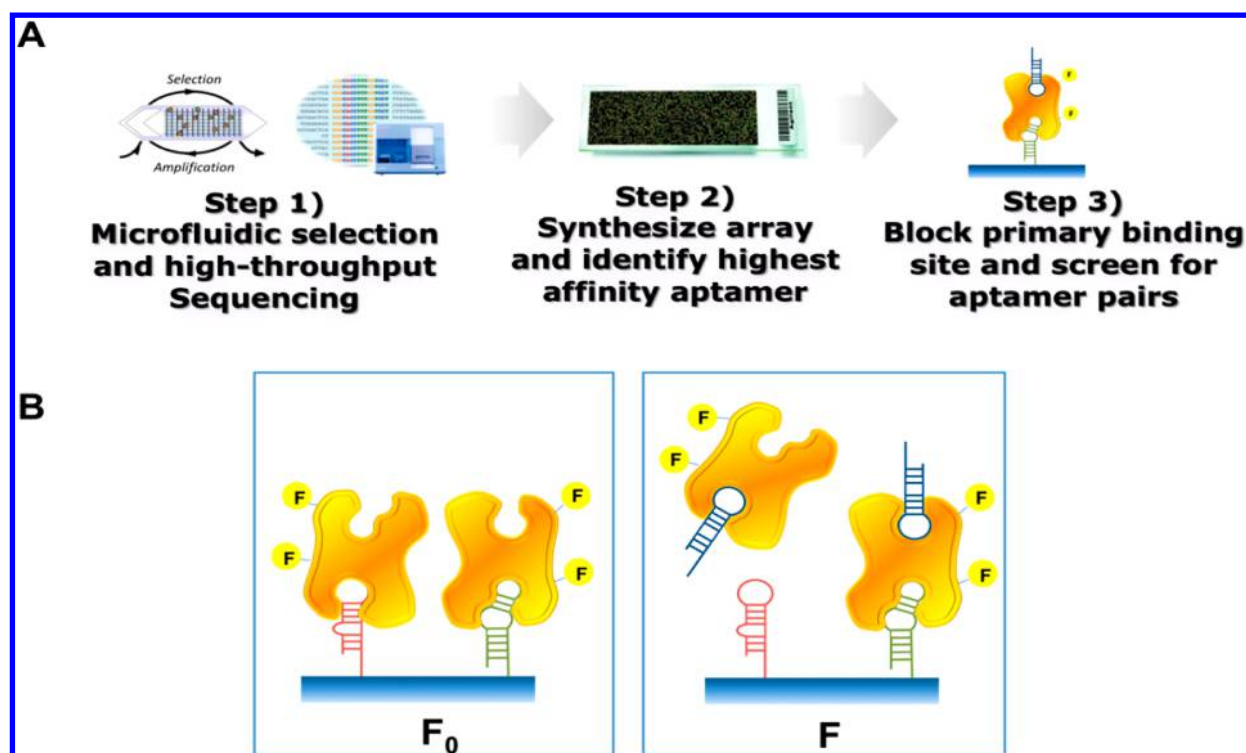 A
Selection
Amplification
Step 1)
Microfluidic selection
and high-throughput
Sequencing
Agilent
Step 2)
Synthesize array
and identify highest
affinity aptamer
F
F
Step 3)
Block primary binding
site and screen for
aptamer pairs
B
F
F
F
F
F₀
F
F
F
F
F